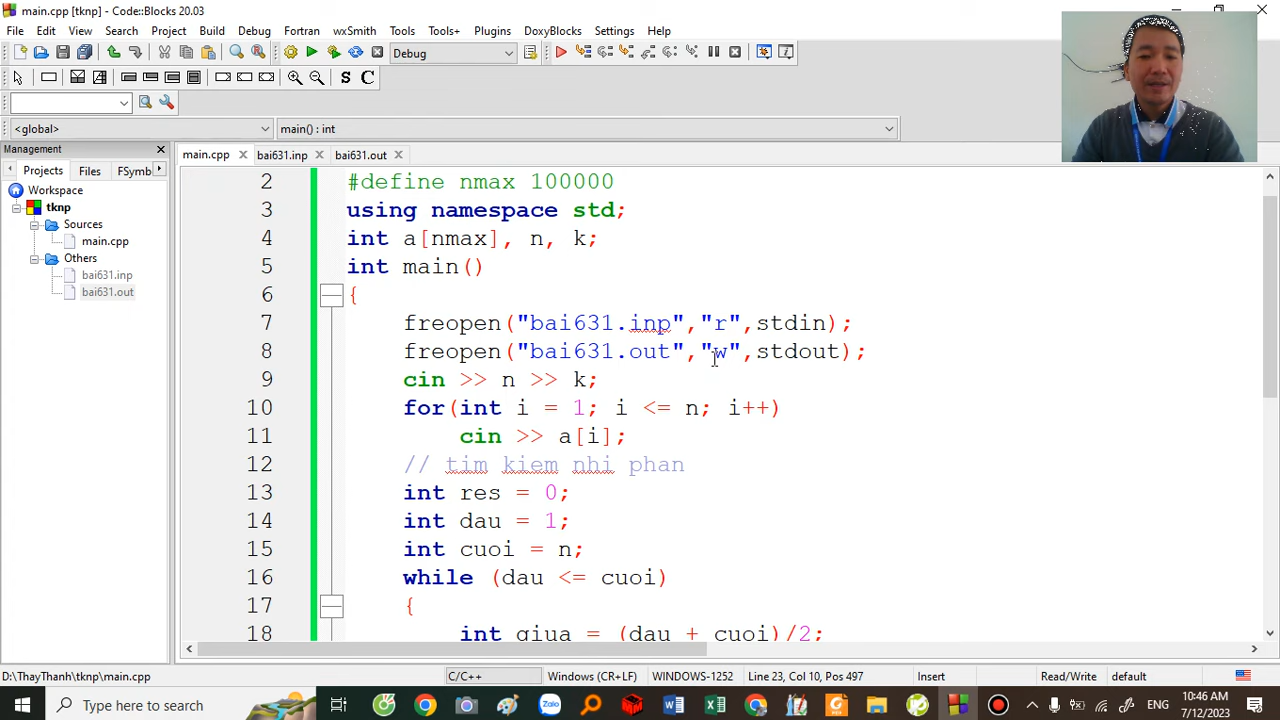 main.cpp [tknp] - Code::Blocks 20.03
File Edit View Search Project Build Debug Fortran wxSmith Tools Tools+ Plugins DoxyBlocks Settings Help
Debug
S C
<global> main() : int
Management
main.cpp bai631.inp bai631.out
Projects Files FSymb
Workspace
tknp
Sources
main.cpp
Others
bai631.inp
bai631.out
2 #define nmax 100000
3 using namespace std;
4 int a[nmax], n, k;
5 int main()
6 {
7 freopen("bai631.inp","r",stdin);
8 freopen("bai631.out","w",stdout);
9 cin >> n >> k;
10 for(int i = 1; i <= n; i++)
11 cin >> a[i];
12 // tim kiem nhi phan
13 int res = 0;
14 int dau = 1;
15 int cuoi = n;
16 while (dau <= cuoi)
17 {
18 int giua = (dau + cuoi)/2;
D:\ThayThanh\tknp\main.cpp C/C++ Windows (CR+LF) WINDOWS-1252 Line 23, Col 10, Pos 497 Insert Read/Write default
Type here to search
Zalo
ENG
10:46 AM
7/12/2023